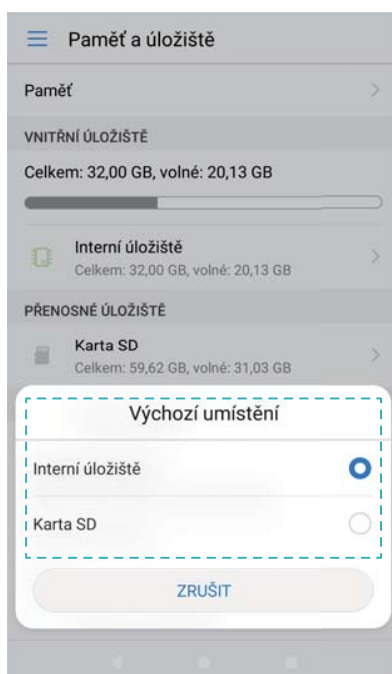 Paměť a úložiště
Paměť
VNITŘNÍ ÚLOŽIŠTĚ
Celkem: 32,00 GB, volné: 20,13 GB
Interní úložiště
Celkem: 32,00 GB, volné: 20,13 GB
PŘENOSNÉ ÚLOŽIŠTĚ
Karta SD
Celkem: 59,62 GB, volné: 31,03 GB
Výchozí umístění
Interní úložiště
Karta SD
ZRUŠIT